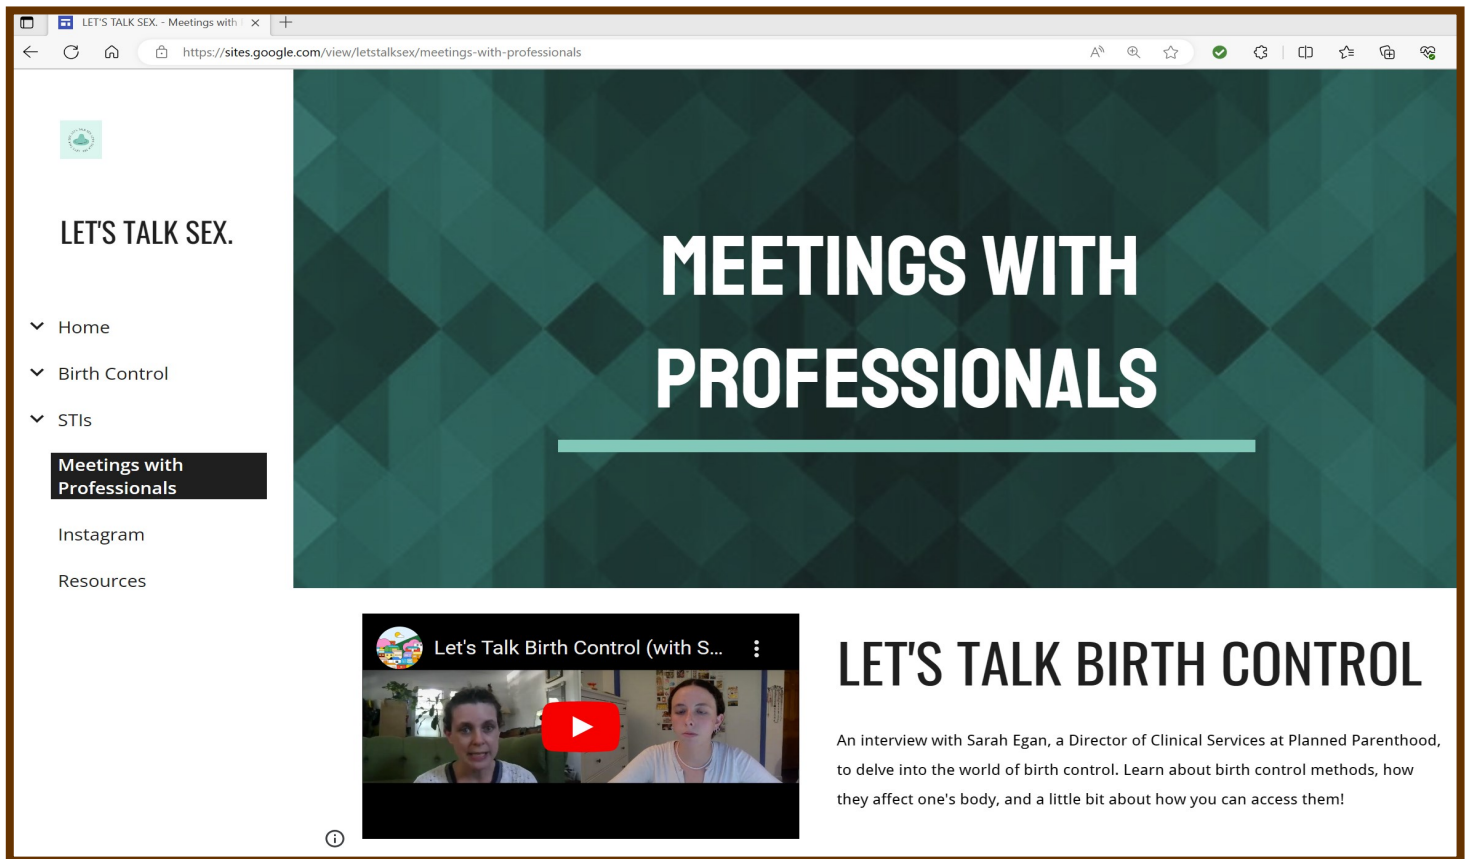 LET'S TALK SEX. - Meetings with
https://sites.google.com/view/letstalksex/meetings-with-professionals
LET'S TALK SEX.
Home
Birth Control
STIs
Meetings with
Professionals
Instagram
Resources
MEETINGS WITH
PROFESSIONALS
Let's Talk Birth Control (with S...
LET'S TALK BIRTH CONTROL
An interview with Sarah Egan, a Director of Clinical Services at Planned Parenthood,
to delve into the world of birth control. Learn about birth control methods, how
they affect one's body, and a little bit about how you can access them!